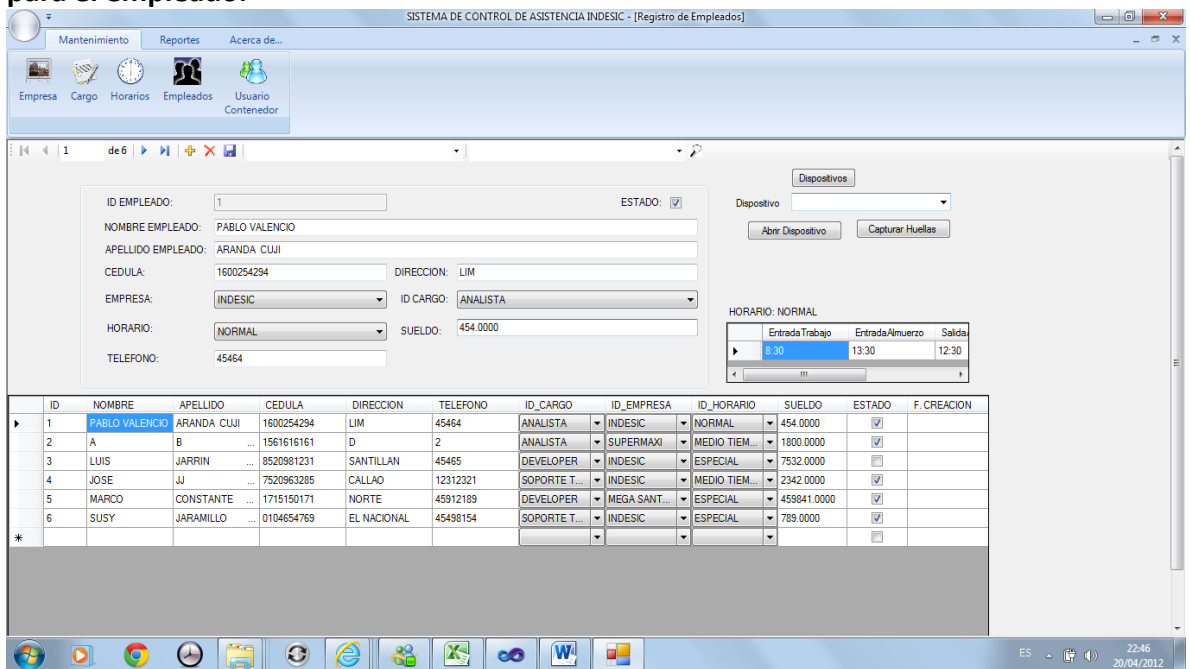 para el empleado.
SISTEMA DE CONTROL DE ASISTENCIA INDESIC - [Registro de Empleados]
Mantenimiento Reportes Acerca de...
Empresa Cargo Horarios Empleados Usuario Contenedor
1 de 6
Dispositivos
ID EMPLEADO: 1 ESTADO:
Dispositivo
NOMBRE EMPLEADO: PABLO VALENCIO
Abrir Dispositivo Capturar Huellas
APELLIDO EMPLEADO: ARANDA CUJI
CEDULA: 1600254294 DIRECCION: LIM
EMPRESA: INDESIC ID CARGO: ANALISTA
HORARIO: NORMAL SUELDO: 454.0000
TELEFONO: 45464
HORARIO: NORMAL
EntradaTrabajo EntradaAlmuerzo Salida
8:30 13:30 12:30
ID NOMBRE APELLIDO CEDULA DIRECCION TELEFONO ID_CARGO ID_EMPRESA ID_HORARIO SUELDO ESTADO F. CREACION
1 PABLO VALENCIO ARANDA CUJI 1600254294 LIM 45464 ANALISTA INDESIC NORMAL 454.0000
2 A B ... 1561616161 D 2 ANALISTA SUPERMAXI MEDIO TIEM... 1800.0000
3 LUIS JARRIN ... 8520981231 SANTILLAN 45465 DEVELOPER INDESIC ESPECIAL 7532.0000
4 JOSE JJ ... 7520963285 CALLAO 12312321 SOPORTE T... INDESIC MEDIO TIEM... 2342.0000
5 MARCO CONSTANTE ... 1715150171 NORTE 45912189 DEVELOPER MEGA SANT... ESPECIAL 459841.0000
6 SUSY JARAMILLO ... 0104654769 EL NACIONAL 45498154 SOPORTE T... INDESIC ESPECIAL 789.0000
ES 22:46
20/04/2012